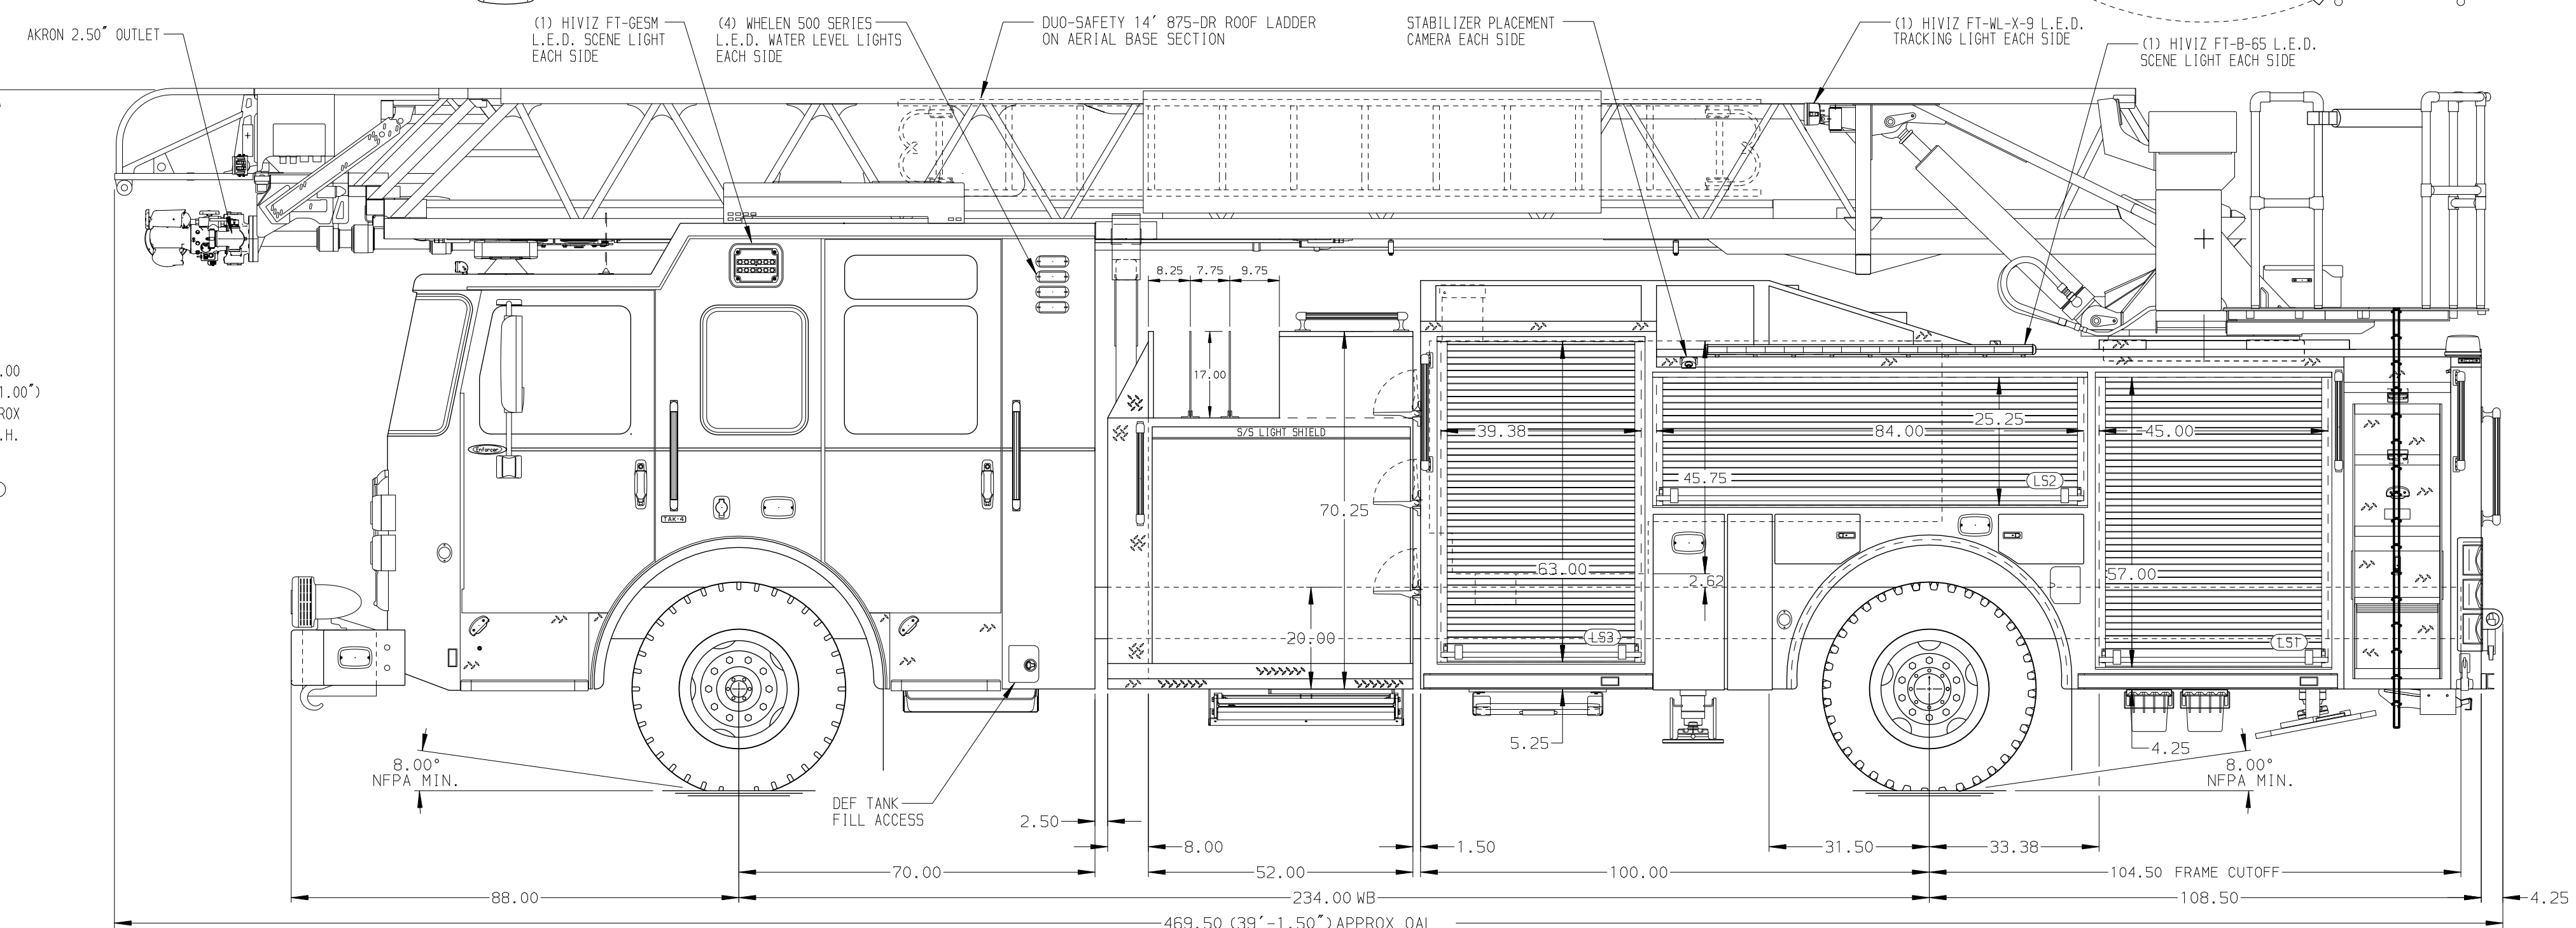 AKRON 2.50″ OUTLET
(1) HIVIZ FT-GESM
L.E.D. SCENE LIGHT
EACH SIDE
(4) WHELEN 500 SERIES
L.E.D. WATER LEVEL LIGHTS
EACH SIDE
DUO-SAFETY 14′ 875-DR ROOF LADDER
ON AERIAL BASE SECTION
STABILIZER PLACEMENT
CAMERA EACH SIDE
(1) HIVIZ FT-WL-X-9 L.E.D.
TRACKING LIGHT EACH SIDE
(1) HIVIZ FT-B-65 L.E.D.
SCENE LIGHT EACH SIDE
8.25 7.75 9.75
17.00
.00
1.00″)
ROX
.H.
S/S LIGHT SHIELD
39.38
84.00
25.25
45.00
Enforcer
45.75
LS2
70.25
TAK-4
63.00
2.62
57.00
20.00
LS3
LS1
5.25
4.25
8.00°
NFPA MIN.
8.00°
NFPA MIN.
DEF TANK
FILL ACCESS
2.50
8.00
1.50
31.50
33.38
70.00
52.00
100.00
104.50 FRAME CUTOFF
88.00
234.00 WB
108.50
4.25
469.50 (39′-1.50″) APPROX OAL